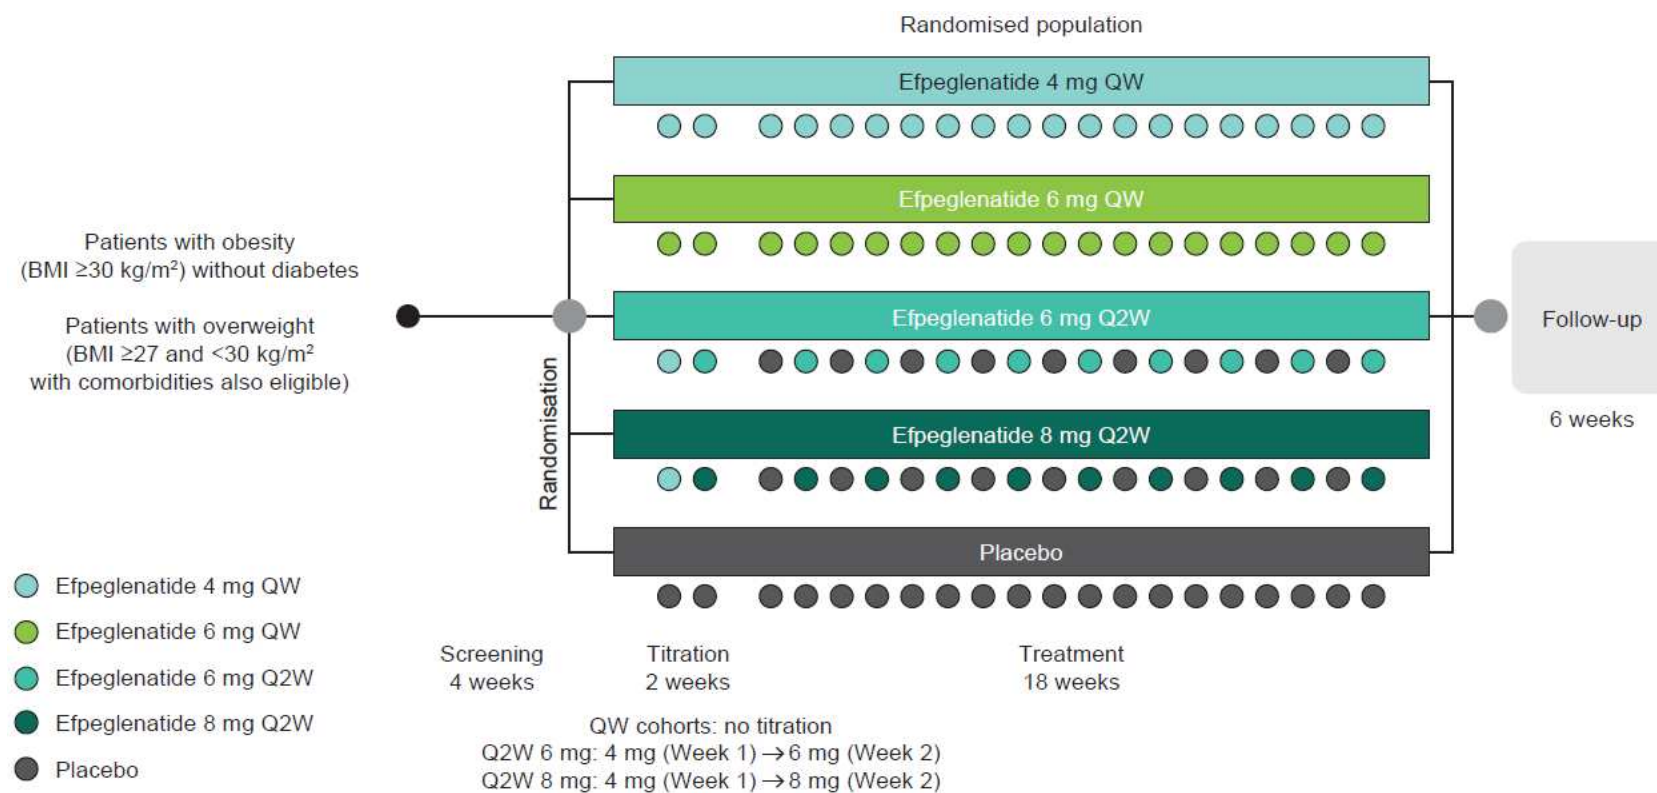 Randomised population
Efpeglenatide 4 mg QW
Efpeglenatide 6 mg QW
Patients with obesity
(BMI ≥30 kg/m²) without diabetes
Patients with overweight
(BMI ≥27 and <30 kg/m²
with comorbidities also eligible)
Randomisation
Efpeglenatide 6 mg Q2W
Efpeglenatide 8 mg Q2W
Placebo
Follow-up
6 weeks
Efpeglenatide 4 mg QW
Efpeglenatide 6 mg QW
Efpeglenatide 6 mg Q2W
Efpeglenatide 8 mg Q2W
Placebo
Screening
4 weeks
Titration
2 weeks
Treatment
18 weeks
QW cohorts: no titration
Q2W 6 mg: 4 mg (Week 1) → 6 mg (Week 2)
Q2W 8 mg: 4 mg (Week 1) → 8 mg (Week 2)